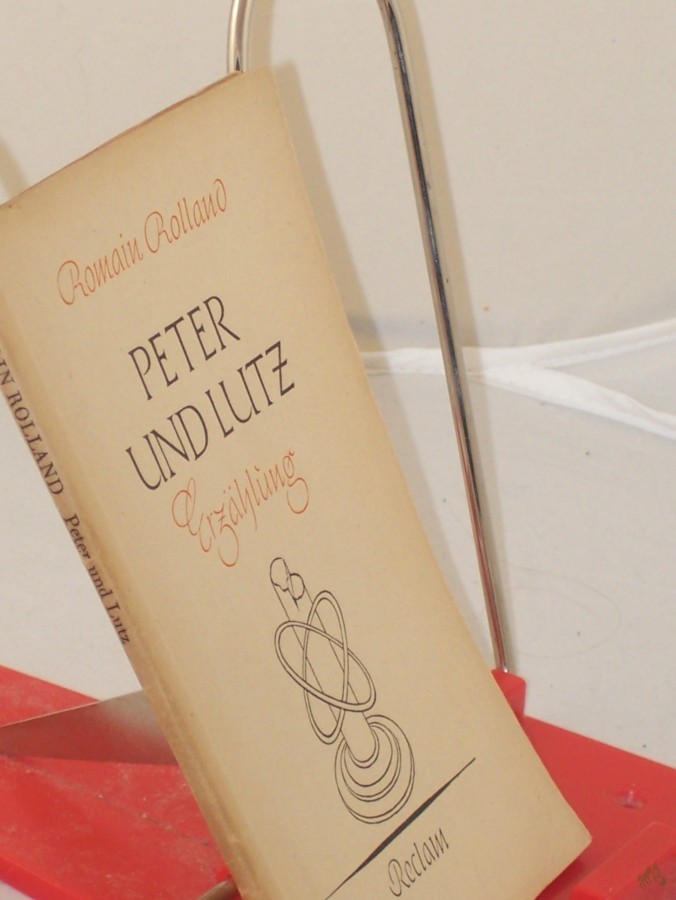 Romain Rolland
PETER
UND LUTZ
Erzählung
Reclam
IN ROLLAND Peter und Lutz